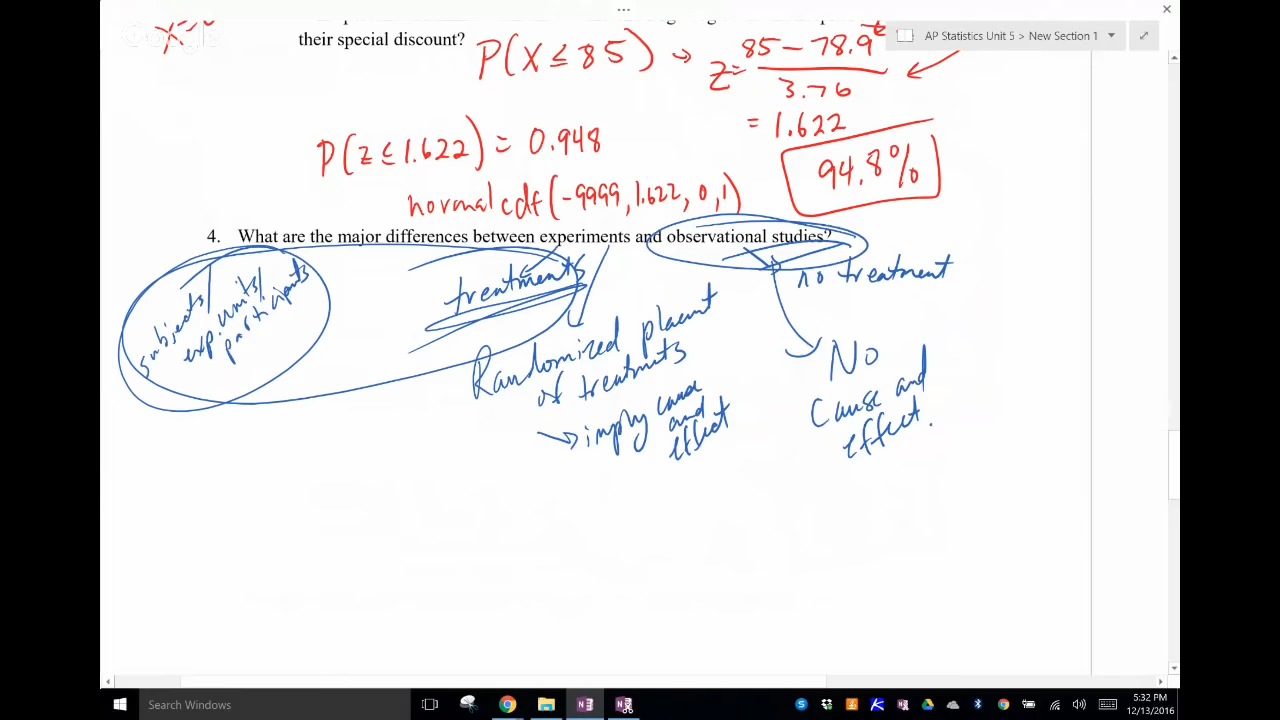 their special discount?
P(X ≤ 85) → z = 85 - 78.9 / 3.76
= 1.622
P(z ≤ 1.622) = 0.948
94.8%
normalcdf(-9999, 1.622, 0, 1)
4. What are the major differences between experiments and observational studies?
subjects/
exp. units/
participants
treatments
no treatment
Randomized placmt
of treatmnts
→ imply cause
and
effect
No
cause and
effect.
Google
AP Statistics Unit 5 > New Section 1
Search Windows
5:32 PM
12/13/2016